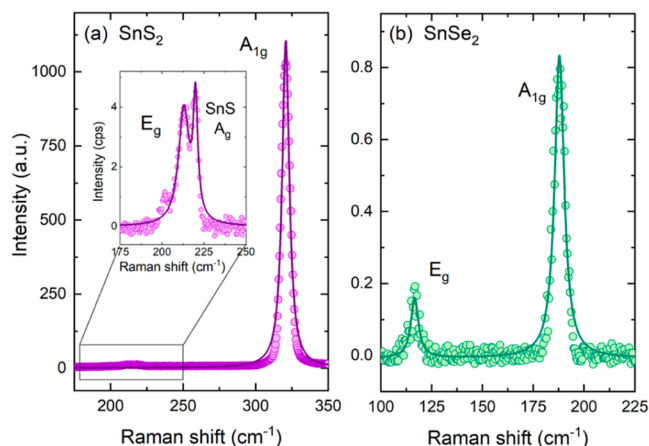 (a) SnS2
A1g
1000
750
500
250
0
Intensity (a.u.)
200
250
300
350
Raman shift (cm-1)
Eg
SnS
Ag
4
2
0
Intensity (cps)
175
200
225
250
Raman shift (cm-1)
(b) SnSe2
A1g
Eg
0.8
0.6
0.4
0.2
0.0
100
125
150
175
200
225
Raman shift (cm-1)